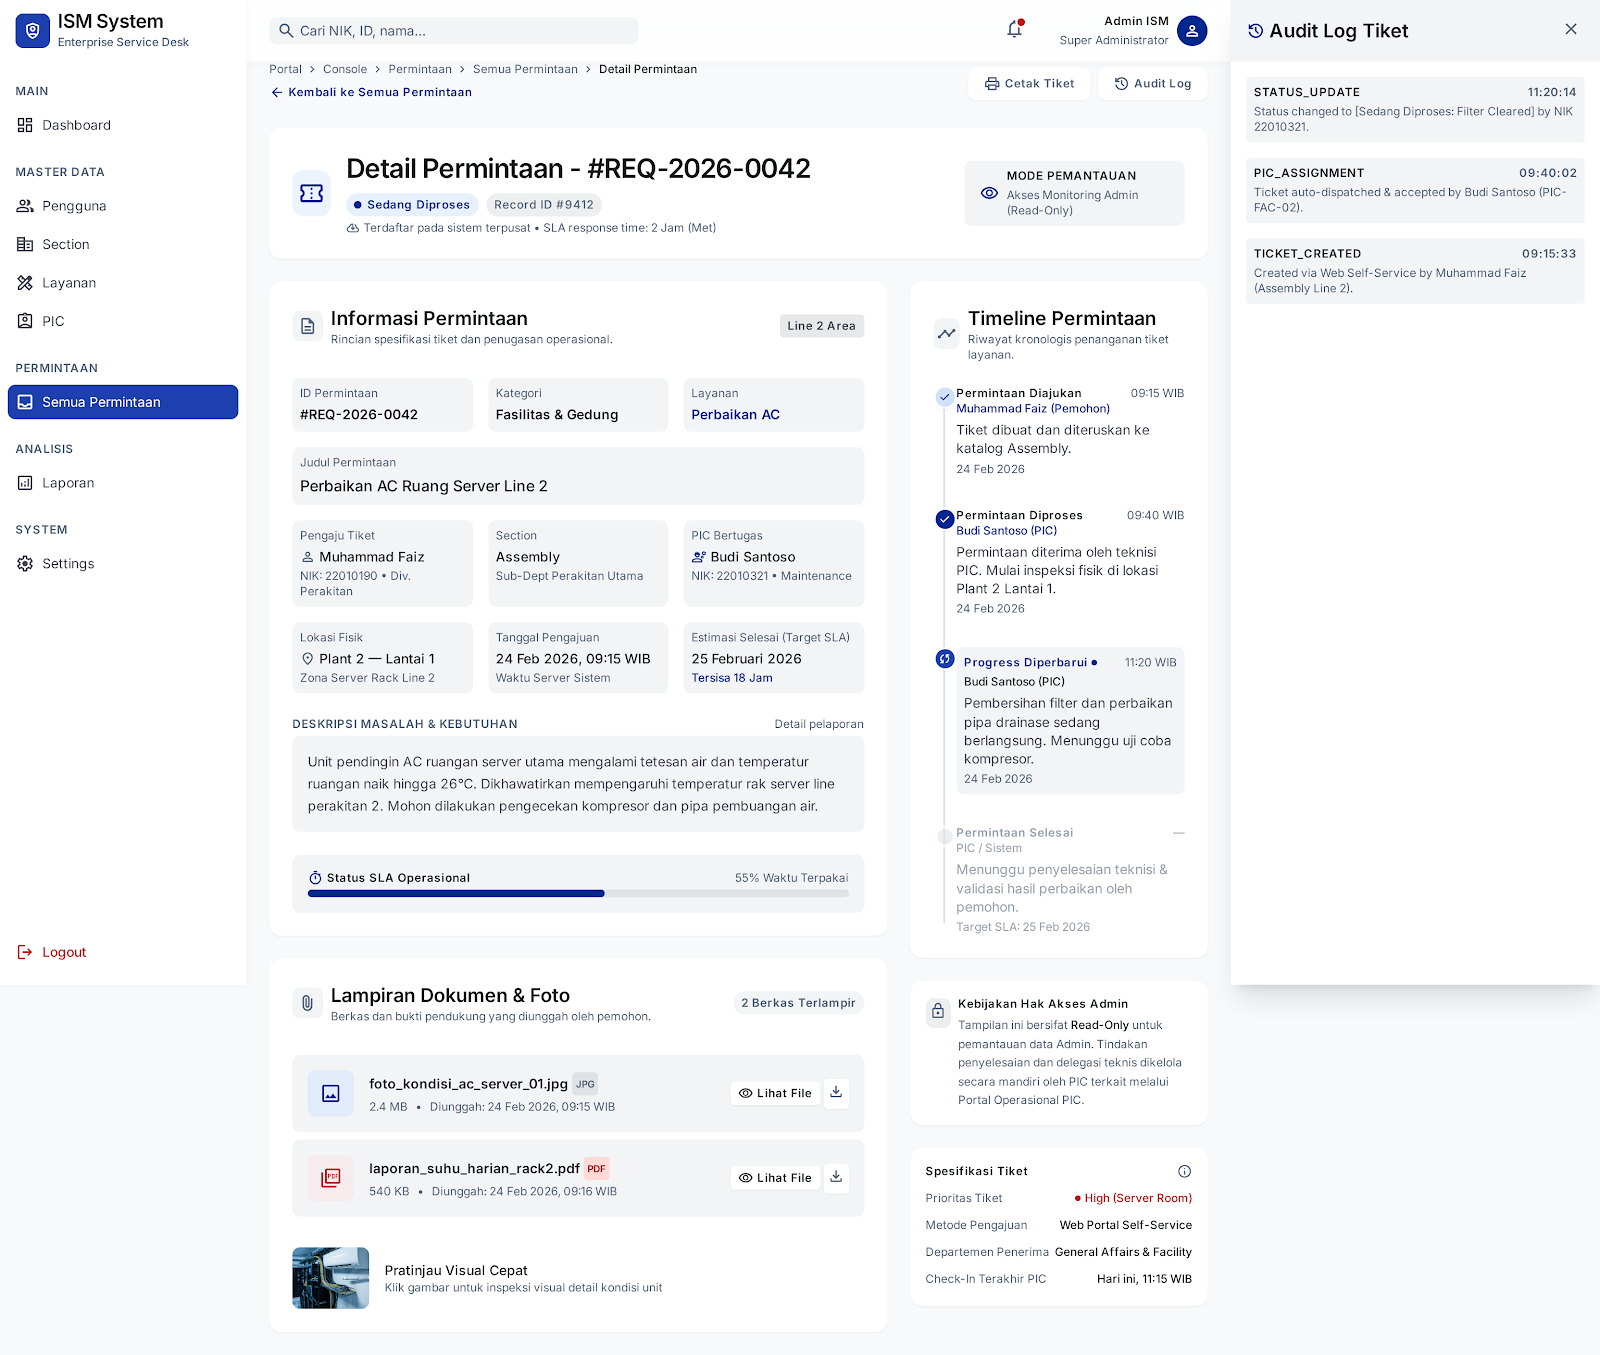 ISM System
Enterprise Service Desk
MAIN
Dashboard
MASTER DATA
Pengguna
Section
Layanan
PIC
PERMINTAAN
Semua Permintaan
ANALISIS
Laporan
SYSTEM
Settings
Logout
Cari NIK, ID, nama...
Admin ISM
Super Administrator
Portal > Console > Permintaan > Semua Permintaan > Detail Permintaan
Kembali ke Semua Permintaan
Cetak Tiket
Audit Log
Detail Permintaan - #REQ-2026-0042
Sedang Diproses
Record ID #9412
Terdaftar pada sistem terpusat • SLA response time: 2 Jam (Met)
MODE PEMANTAUAN
Akses Monitoring Admin
(Read-Only)
Informasi Permintaan
Rincian spesifikasi tiket dan penugasan operasional.
Line 2 Area
ID Permintaan
#REQ-2026-0042
Kategori
Fasilitas & Gedung
Layanan
Perbaikan AC
Judul Permintaan
Perbaikan AC Ruang Server Line 2
Pengaju Tiket
Muhammad Faiz
NIK: 22010190 • Div.
Perakitan
Section
Assembly
Sub-Dept Perakitan Utama
PIC Bertugas
Budi Santoso
NIK: 22010321 • Maintenance
Lokasi Fisik
Plant 2 — Lantai 1
Zona Server Rack Line 2
Tanggal Pengajuan
24 Feb 2026, 09:15 WIB
Waktu Server Sistem
Estimasi Selesai (Target SLA)
25 Februari 2026
Tersisa 18 Jam
DESKRIPSI MASALAH & KEBUTUHAN
Detail pelaporan
Unit pendingin AC ruangan server utama mengalami tetesan air dan temperatur
ruangan naik hingga 26°C. Dikhawatirkan mempengaruhi temperatur rak server line
perakitan 2. Mohon dilakukan pengecekan kompresor dan pipa pembuangan air.
Status SLA Operasional
55% Waktu Terpakai
Lampiran Dokumen & Foto
Berkas dan bukti pendukung yang diunggah oleh pemohon.
2 Berkas Terlampir
foto_kondisi_ac_server_01.jpg JPG
2.4 MB • Diunggah: 24 Feb 2026, 09:15 WIB
Lihat File
PDF
laporan_suhu_harian_rack2.pdf PDF
540 KB • Diunggah: 24 Feb 2026, 09:16 WIB
Lihat File
Pratinjau Visual Cepat
Klik gambar untuk inspeksi visual detail kondisi unit
Timeline Permintaan
Riwayat kronologis penanganan tiket
layanan.
Permintaan Diajukan 09:15 WIB
Muhammad Faiz (Pemohon)
Tiket dibuat dan diteruskan ke
katalog Assembly.
24 Feb 2026
Permintaan Diproses 09:40 WIB
Budi Santoso (PIC)
Permintaan diterima oleh teknisi
PIC. Mulai inspeksi fisik di lokasi
Plant 2 Lantai 1.
24 Feb 2026
Progress Diperbarui • 11:20 WIB
Budi Santoso (PIC)
Pembersihan filter dan perbaikan
pipa drainase sedang
berlangsung. Menunggu uji coba
kompresor.
24 Feb 2026
Permintaan Selesai —
PIC / Sistem
Menunggu penyelesaian teknisi &
validasi hasil perbaikan oleh
pemohon.
Target SLA: 25 Feb 2026
Kebijakan Hak Akses Admin
Tampilan ini bersifat Read-Only untuk
pemantauan data Admin. Tindakan
penyelesaian dan delegasi teknis dikelola
secara mandiri oleh PIC terkait melalui
Portal Operasional PIC.
Spesifikasi Tiket
Prioritas Tiket • High (Server Room)
Metode Pengajuan Web Portal Self-Service
Departemen Penerima General Affairs & Facility
Check-In Terakhir PIC Hari ini, 11:15 WIB
Audit Log Tiket
STATUS_UPDATE 11:20:14
Status changed to [Sedang Diproses: Filter Cleared] by NIK
22010321.
PIC_ASSIGNMENT 09:40:02
Ticket auto-dispatched & accepted by Budi Santoso (PIC-
FAC-02).
TICKET_CREATED 09:15:33
Created via Web Self-Service by Muhammad Faiz
(Assembly Line 2).